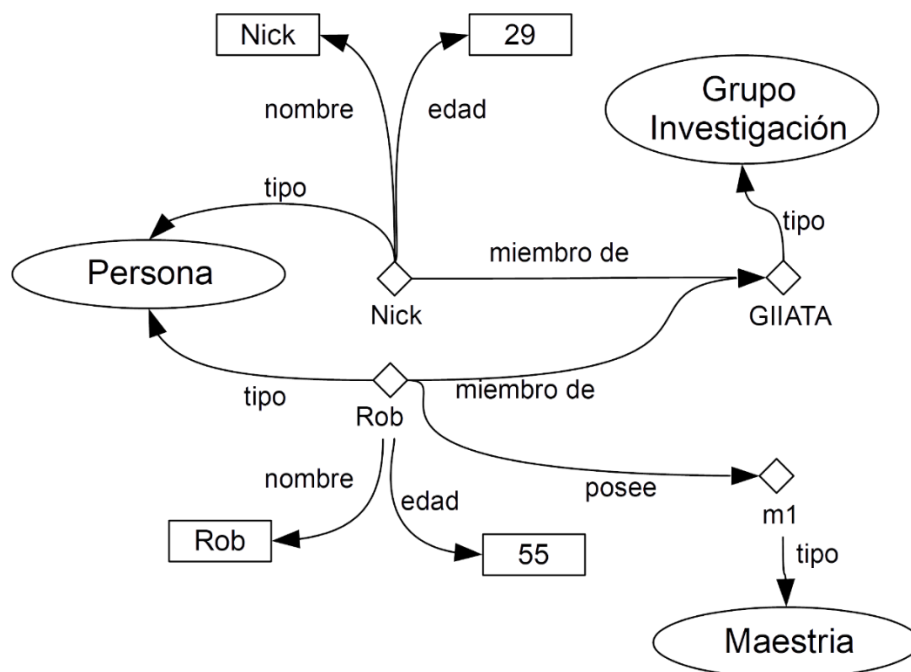 Nick
29
nombre
edad
Grupo
Investigación
tipo
tipo
Persona
miembro de
Nick
GIIATA
tipo
miembro de
Rob
nombre
edad
posee
m1
Rob
55
tipo
Maestria